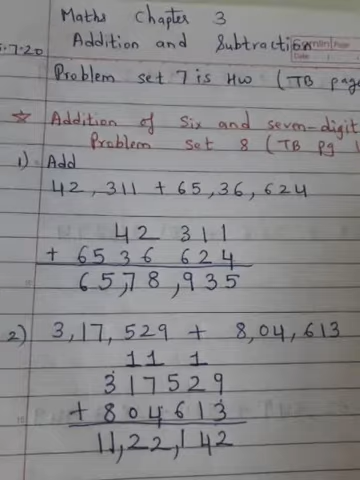 Maths Chapter 3
5.7.20 Addition and Subtraction
Problem set 7 is HW (TB page
☆ Addition of Six and seven-digit
Problem set 8 (TB pg
1) Add
42,311 + 65,36,624
42 311
+ 6536 624
65,78,935
2) 3,17,529 + 8,04,613
11 1
317529
+ 804613
11,22,142